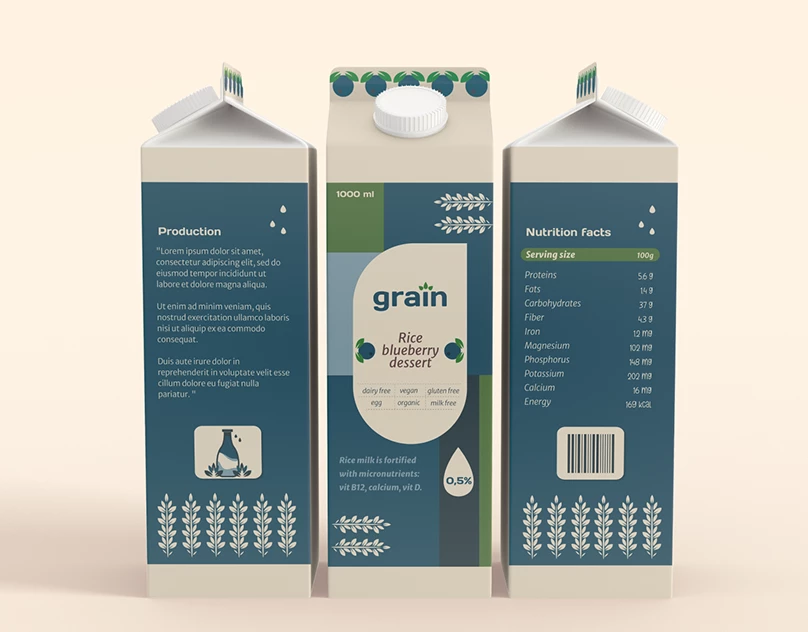 Production
"Lorem ipsum dolor sit amet,
consectetur adipiscing elit, sed do
eiusmod tempor incididunt ut
labore et dolore magna aliqua.
Ut enim ad minim veniam, quis
nostrud exercitation ullamco laboris
nisi ut aliquip ex ea commodo
consequat.
Duis aute irure dolor in
reprehenderit in voluptate velit esse
cillum dolore eu fugiat nulla
pariatur. "
1000 ml
grain
Rice
blueberry
dessert
dairy free vegan gluten free
egg organic milk free
Rice milk is fortified
with micronutrients:
vit B12, calcium, vit D.
0,5%
Nutrition facts
Serving size 100g
Proteins 5.6 g
Fats 1.4 g
Carbohydrates 37 g
Fiber 4.3 g
Iron 1.2 mg
Magnesium 102 mg
Phosphorus 148 mg
Potassium 202 mg
Calcium 16 mg
Energy 169 kcal